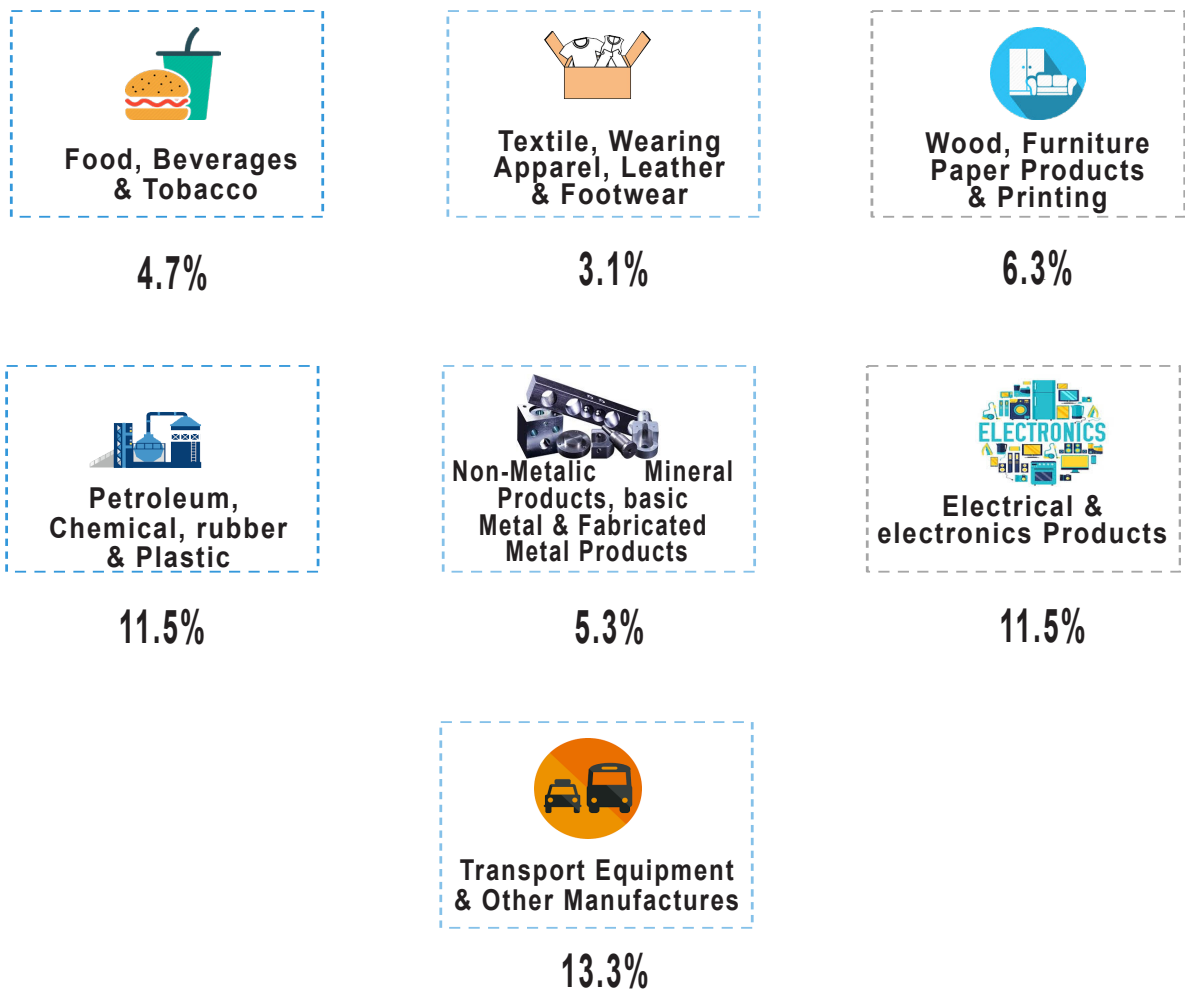 Food, Beverages
& Tobacco
4.7%
Textile, Wearing
Apparel, Leather
& Footwear
3.1%
Wood, Furniture
Paper Products
& Printing
6.3%
Petroleum,
Chemical, rubber
& Plastic
11.5%
Non-Metalic Mineral
Products, basic
Metal & Fabricated
Metal Products
5.3%
ELECTRONICS
Electrical &
electronics Products
11.5%
Transport Equipment
& Other Manufactures
13.3%